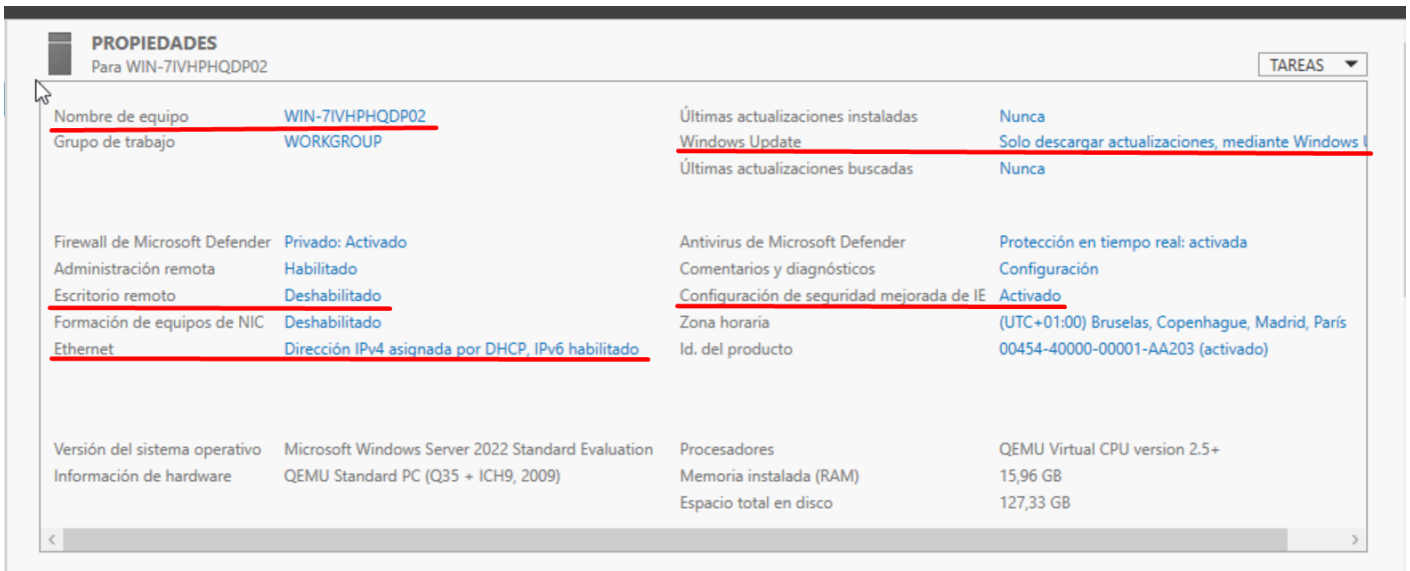 PROPIEDADES
Para WIN-7IVHPHQDP02
TAREAS
Nombre de equipo WIN-7IVHPHQDP02
Grupo de trabajo WORKGROUP
Últimas actualizaciones instaladas Nunca
Windows Update Solo descargar actualizaciones, mediante Windows
Últimas actualizaciones buscadas Nunca
Firewall de Microsoft Defender Privado: Activado
Administración remota Habilitado
Escritorio remoto Deshabilitado
Formación de equipos de NIC Deshabilitado
Ethernet Dirección IPv4 asignada por DHCP, IPv6 habilitado
Antivirus de Microsoft Defender Protección en tiempo real: activada
Comentarios y diagnósticos Configuración
Configuración de seguridad mejorada de IE Activado
Zona horaria (UTC+01:00) Bruselas, Copenhague, Madrid, París
Id. del producto 00454-40000-00001-AA203 (activado)
Versión del sistema operativo Microsoft Windows Server 2022 Standard Evaluation
Información de hardware QEMU Standard PC (Q35 + ICH9, 2009)
Procesadores QEMU Virtual CPU version 2.5+
Memoria instalada (RAM) 15,96 GB
Espacio total en disco 127,33 GB